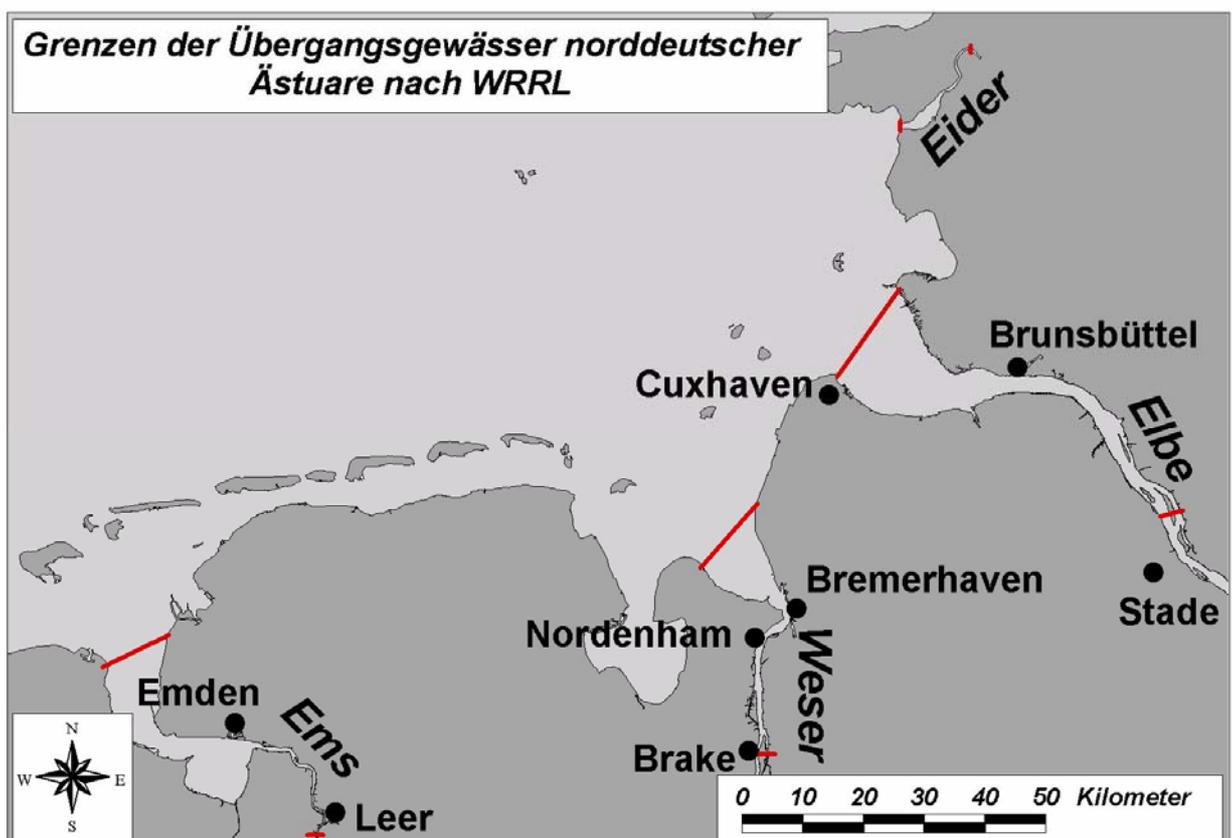 Grenzen der Übergangsgewässer norddeutscher
Ästuare nach WRRL
Eider
Brunsbüttel
Cuxhaven
Elbe
Bremerhaven
Stade
Nordenham
Weser
Emden
Ems
Brake
Leer
N
W E
S
0 10 20 30 40 50 Kilometer